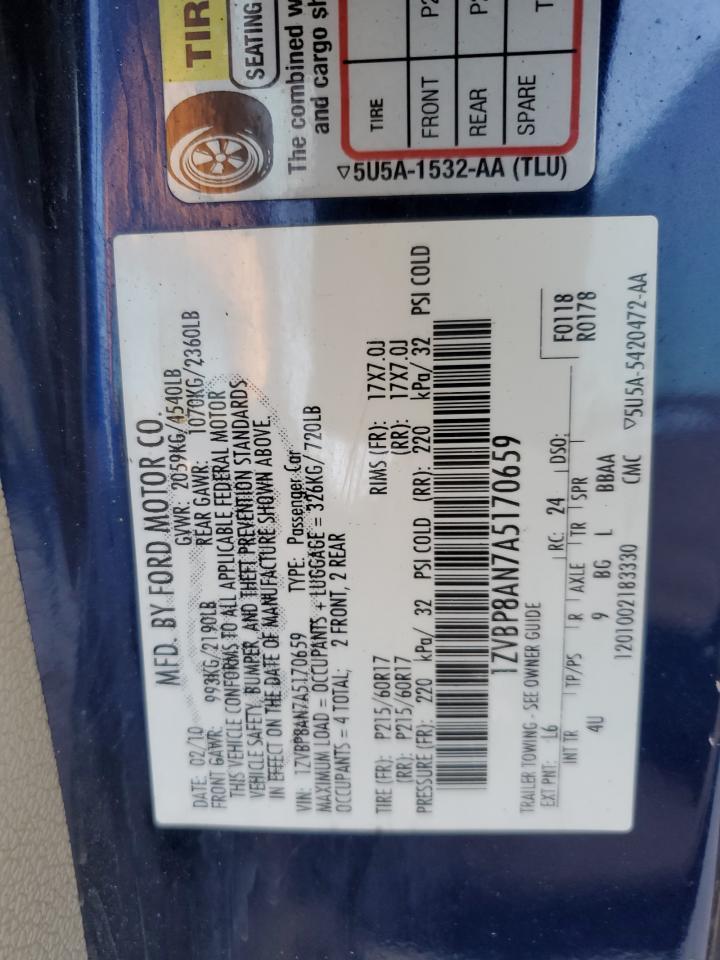 TIR
SEATING
The combined w
and cargo sh
TIRE
FRONT P2
REAR P2
SPARE T
▽5U5A-1532-AA (TLU)
MFD. BY FORD MOTOR CO
DATE: 02/10 GVWR: 2059KG/4540LB
FRONT GAWR: 993KG/2190LB REAR GAWR: 1070KG/2360LB
THIS VEHICLE CONFORMS TO ALL APPLICABLE FEDERAL MOTOR
VEHICLE SAFETY, BUMPER, AND THEFT PREVENTION STANDARDS
IN EFFECT ON THE DATE OF MANUFACTURE SHOWN ABOVE.
VIN: 1ZVBP8AN7A5170659 TYPE: Passenger Car
MAXIMUM LOAD = OCCUPANTS + LUGGAGE = 326KG/720LB
OCCUPANTS = 4 TOTAL; 2 FRONT, 2 REAR
TIRE (FR): P215/60R17 RIMS (FR): 17X7.0J
(RR): P215/60R17 (RR): 17X7.0J
PRESSURE (FR): 220 kPa/ 32 PSI COLD (RR): 220 kPa/ 32 PSI COLD
1ZVBP8AN7A5170659
TRAILER TOWING - SEE OWNER GUIDE
EXT PNT: L6 RC: 24 DSO: F0118
INT TR TP/PS R AXLE TR SPR R0178
4U 9 BG L BBAA
1201002183330 CMC ▽5U5A-5420472-AA